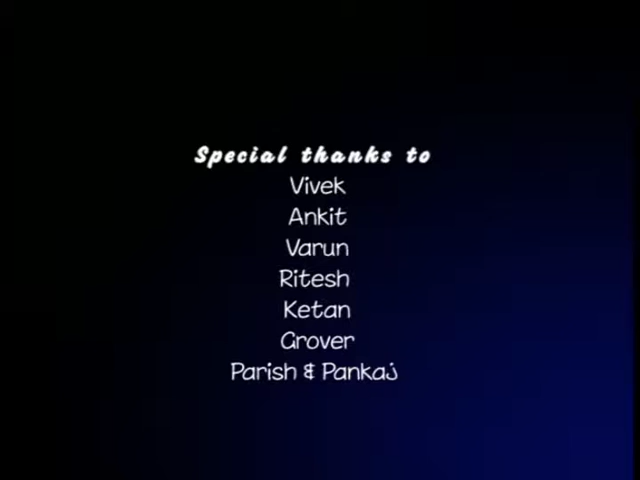 Special thanks to
Vivek
Ankit
Varun
Ritesh
Ketan
Grover
Parish & Pankaj